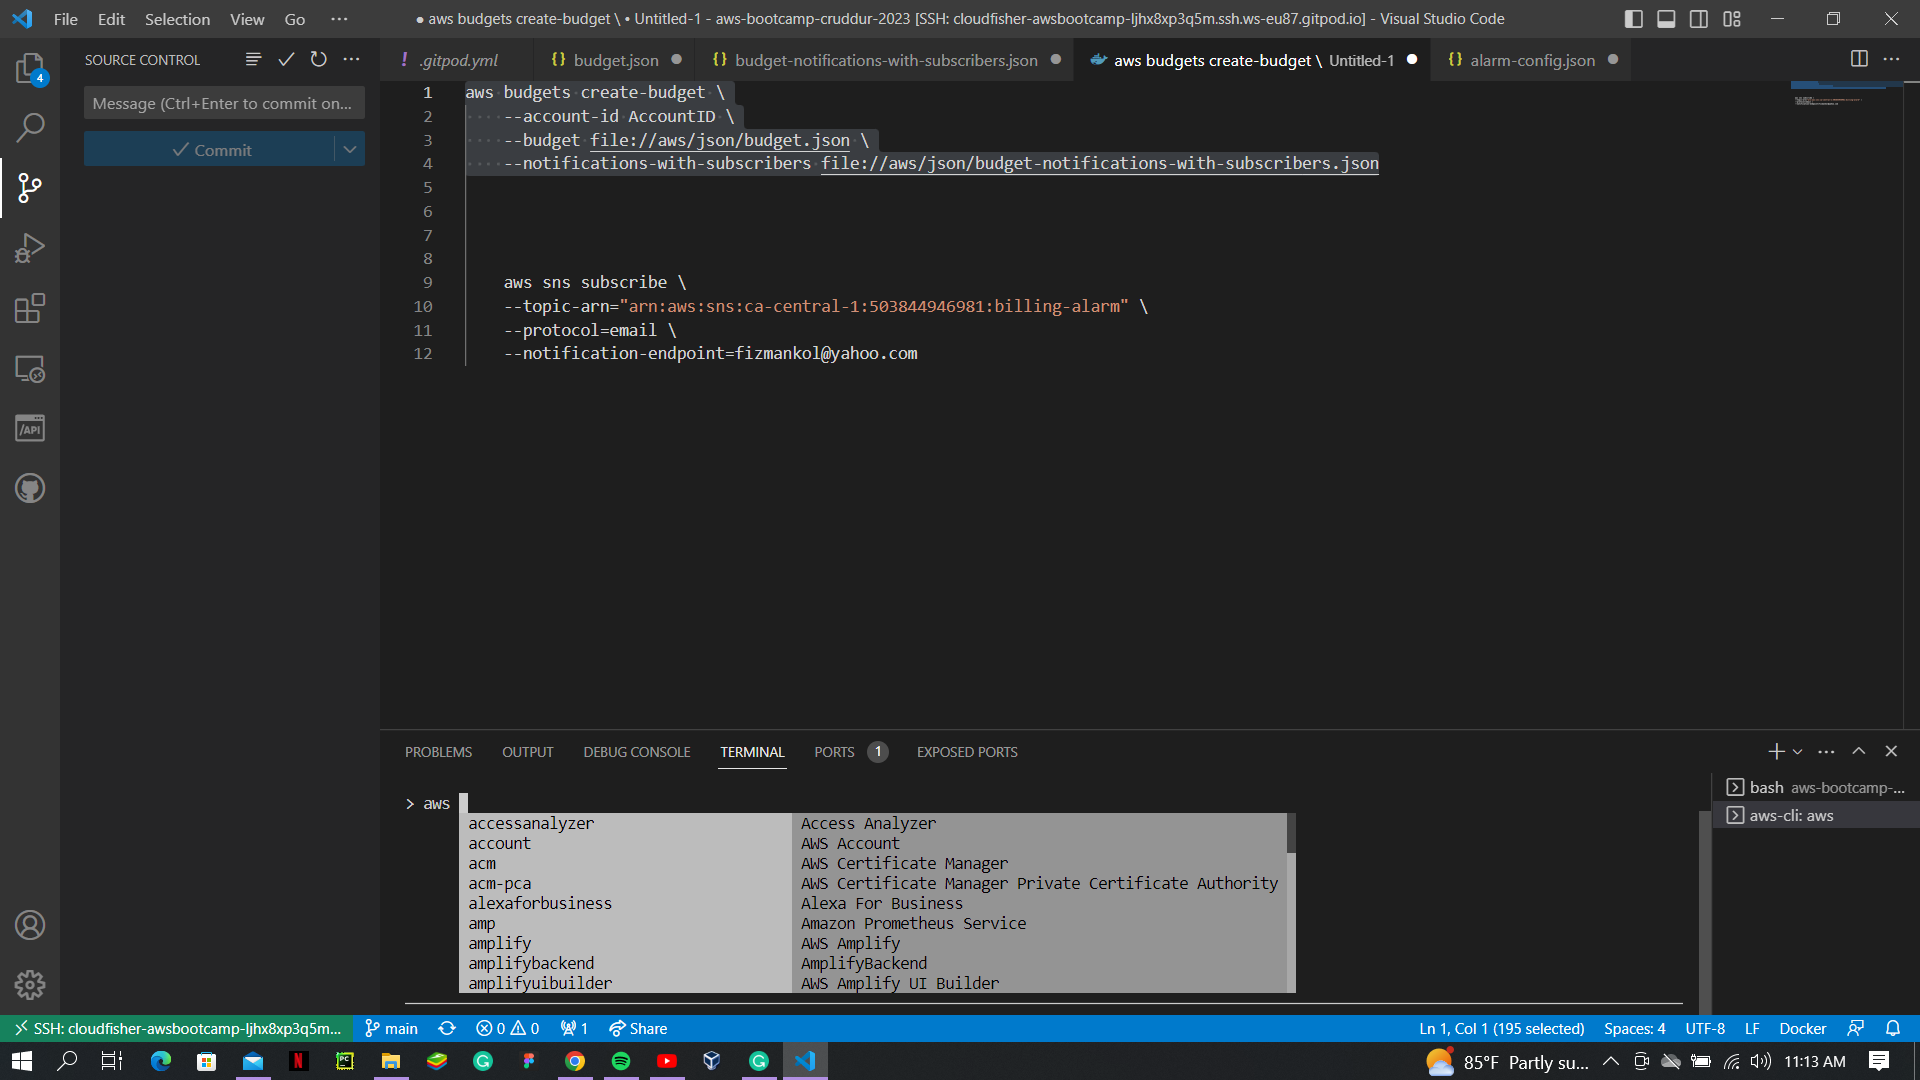 File Edit Selection View Go ··· ● aws budgets create-budget \ • Untitled-1 - aws-bootcamp-cruddur-2023 [SSH: cloudfisher-awsbootcamp-ljhx8xp3q5m.ssh.ws-eu87.gitpod.io] - Visual Studio Code
SOURCE CONTROL
! .gitpod.yml {} budget.json ● {} budget-notifications-with-subscribers.json ● aws budgets create-budget \ Untitled-1 ● {} alarm-config.json ●
4
Message (Ctrl+Enter to commit on...
Commit
1 aws budgets create-budget \
2 --account-id AccountID \
3 --budget file://aws/json/budget.json \
4 --notifications-with-subscribers file://aws/json/budget-notifications-with-subscribers.json
5
6
7
8
9 aws sns subscribe \
10 --topic-arn="arn:aws:sns:ca-central-1:503844946981:billing-alarm" \
11 --protocol=email \
12 --notification-endpoint=fizmankol@yahoo.com
/API
PROBLEMS OUTPUT DEBUG CONSOLE TERMINAL PORTS 1 EXPOSED PORTS
> aws
accessanalyzer Access Analyzer
account AWS Account
acm AWS Certificate Manager
acm-pca AWS Certificate Manager Private Certificate Authority
alexaforbusiness Alexa For Business
amp Amazon Prometheus Service
amplify AWS Amplify
amplifybackend AmplifyBackend
amplifyuibuilder AWS Amplify UI Builder
bash aws-bootcamp-...
aws-cli: aws
SSH: cloudfisher-awsbootcamp-ljhx8xp3q5m... main 0 0 1 Share Ln 1, Col 1 (195 selected) Spaces: 4 UTF-8 LF Docker
85°F Partly su... 11:13 AM